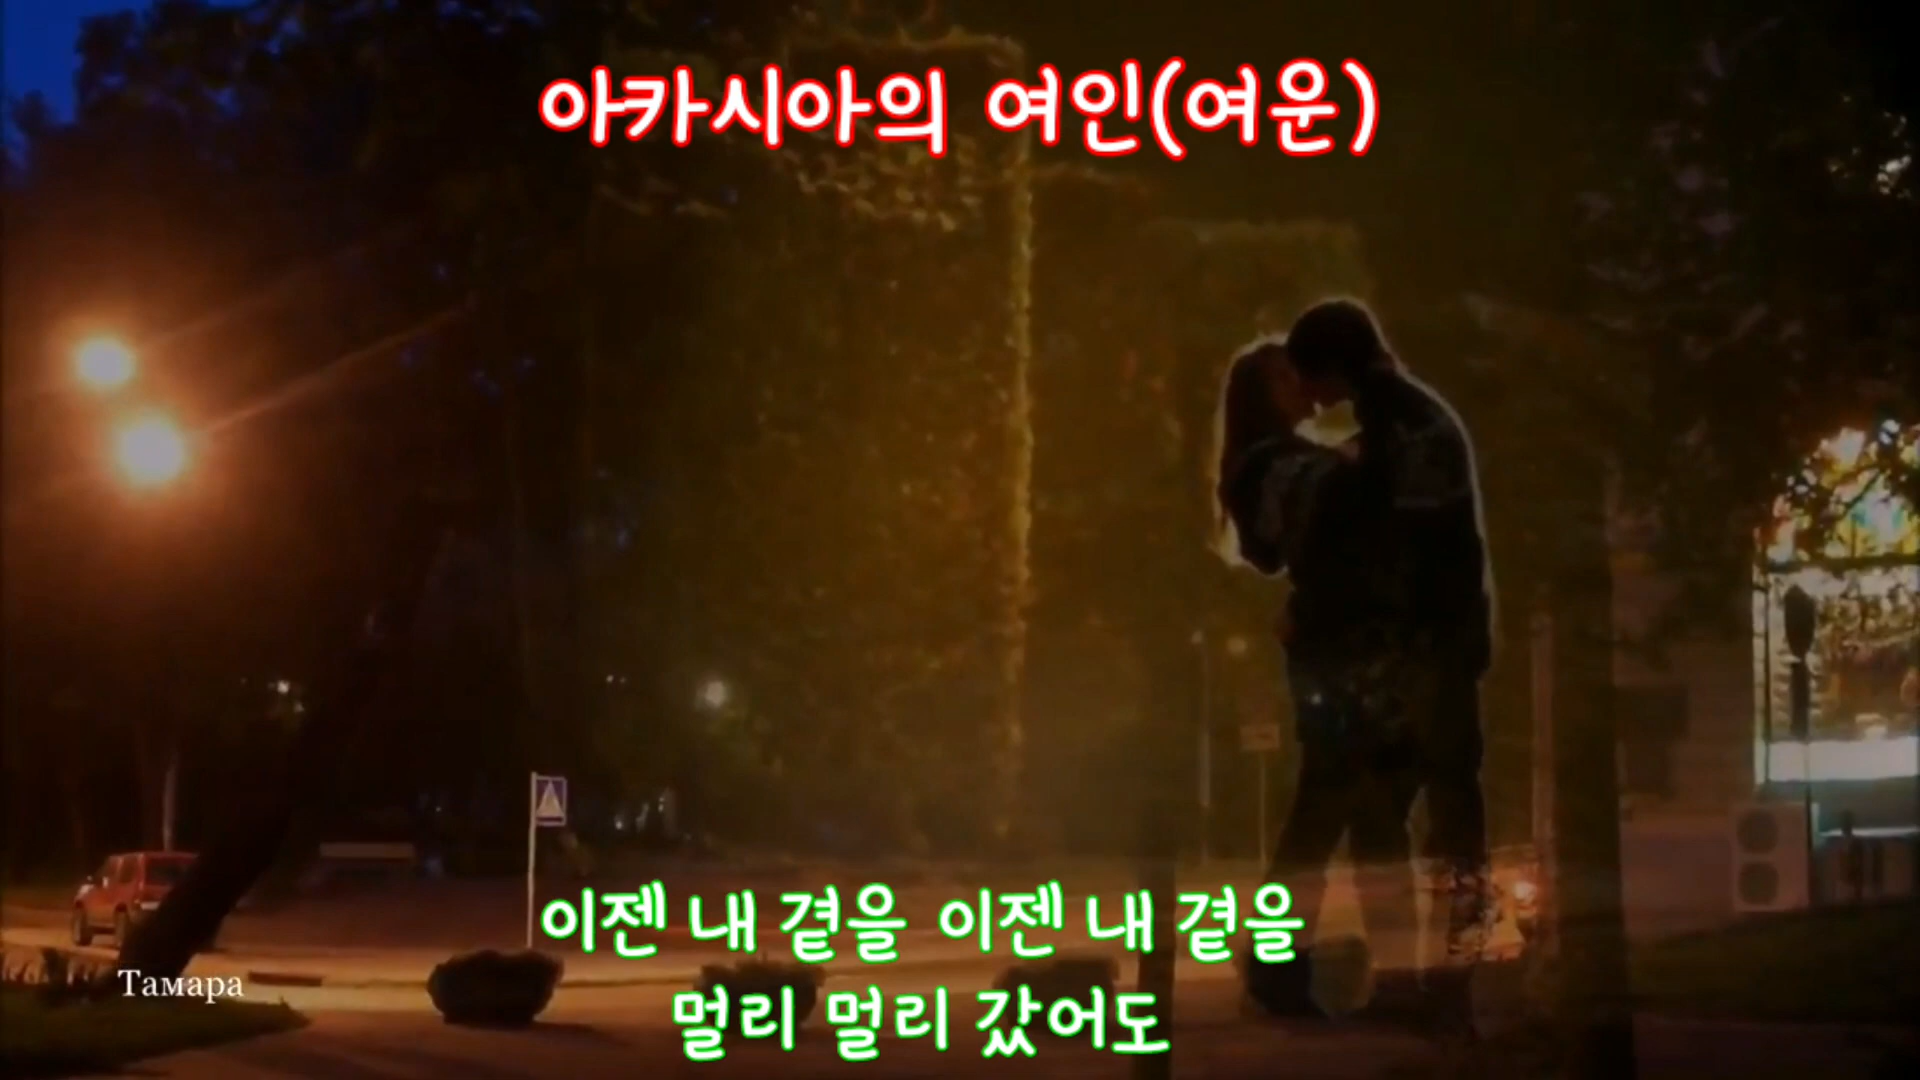 아카시아의 여인(여운)
이젠 내 곁을 이젠 내 곁을
멀리 멀리 갔어도
Тамара